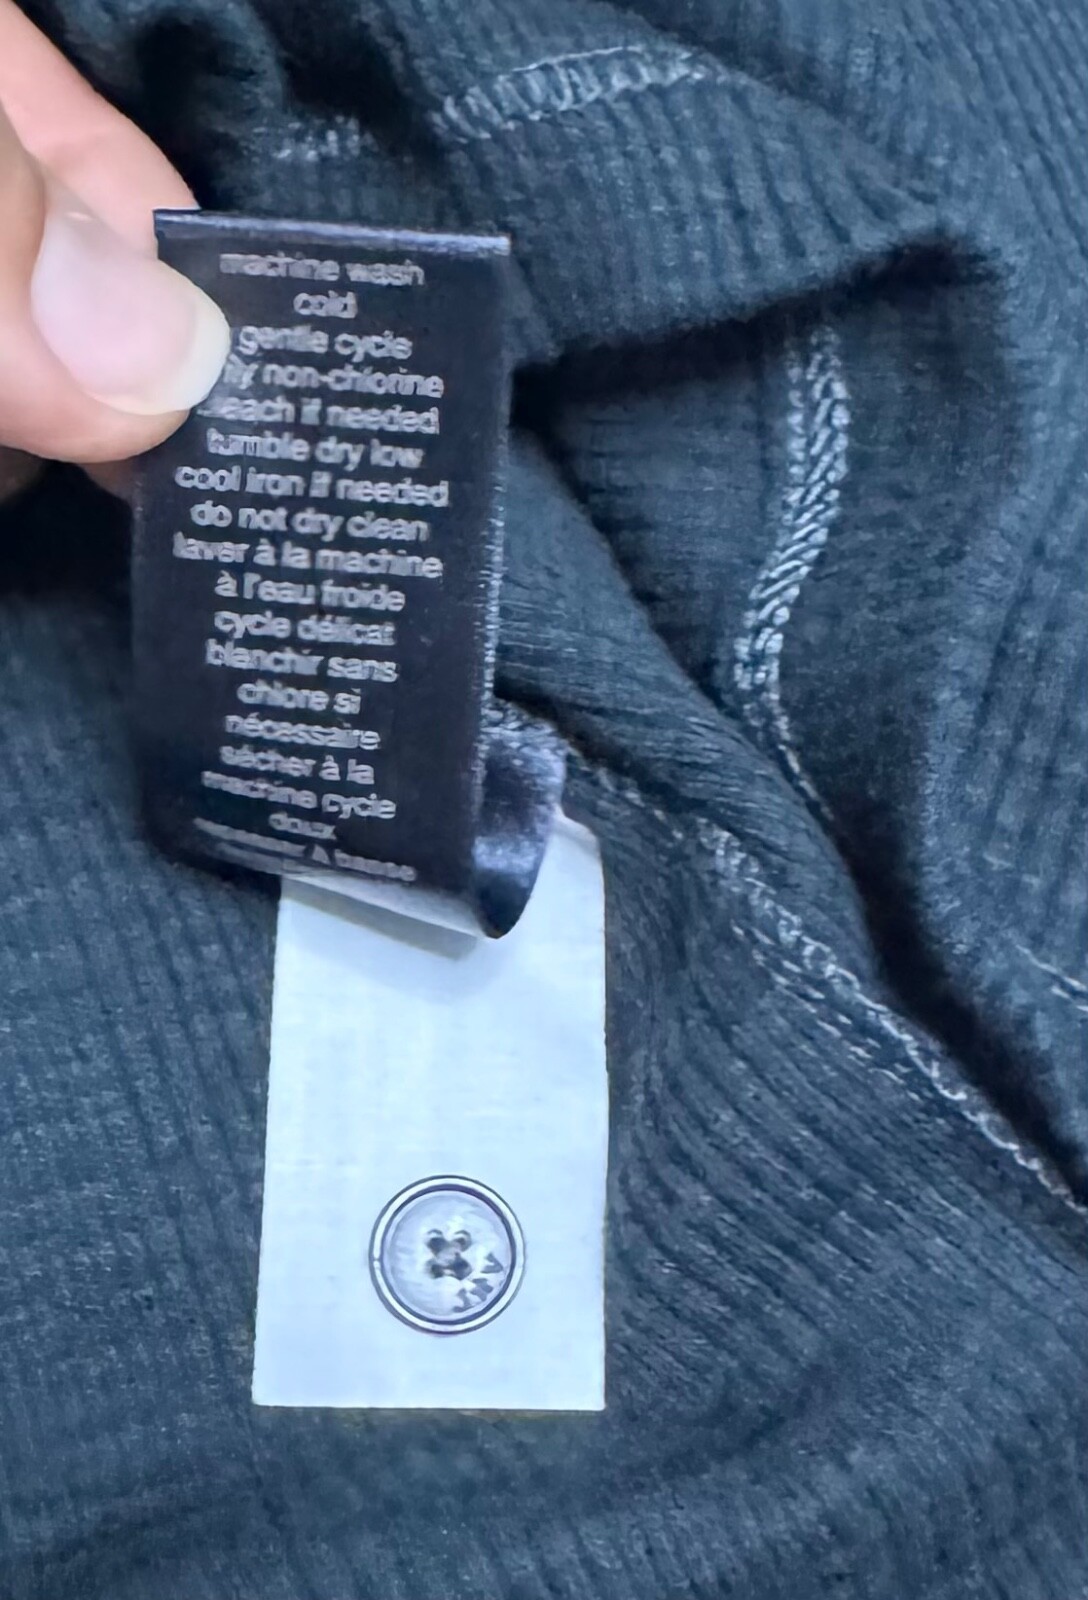 machine wash
cold
gentle cycle
non-chlorine
if needed
tumble dry low
cool iron if needed
do not dry clean
laver à la machine
à l'eau froide
cycle délicat
blanchir sans
chlore si
nécessaire
sécher à la
machine cycle
doux